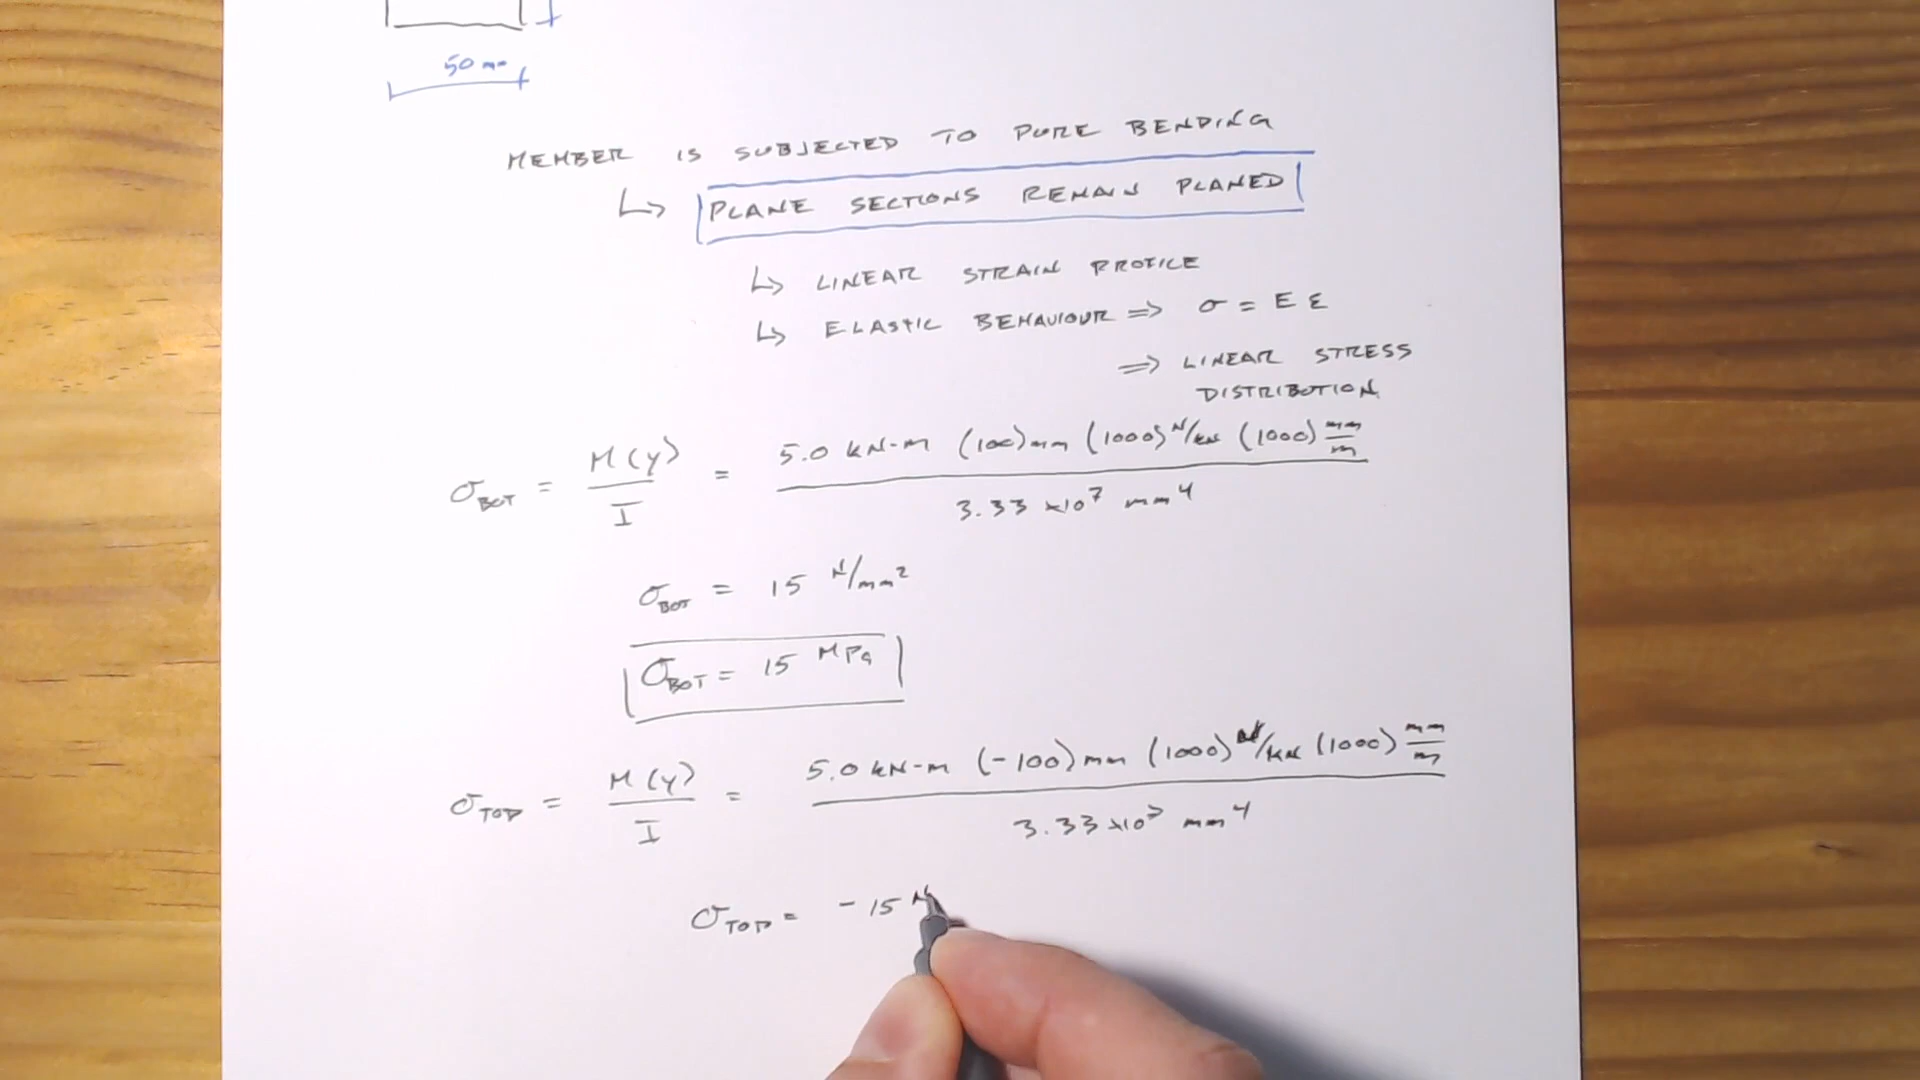 50 mm
MEMBER IS SUBJECTED TO PURE BENDING
↳ PLANE SECTIONS REMAIN PLANED
↳ LINEAR STRAIN PROFILE
↳ ELASTIC BEHAVIOUR ⇒ σ = E ε
⇒ LINEAR STRESS
DISTRIBUTION.
σBOT = M(y)/I = 5.0 kN-m (100)mm (1000) N/kN (1000) mm/m / 3.33 x10⁷ mm⁴
σBOT = 15 N/mm²
σBOT = 15 MPa
σTOP = M(y)/I = 5.0 kN-m (-100)mm (1000) N/kN (1000) mm/m / 3.33 x10⁷ mm⁴
σTOP = -15 N